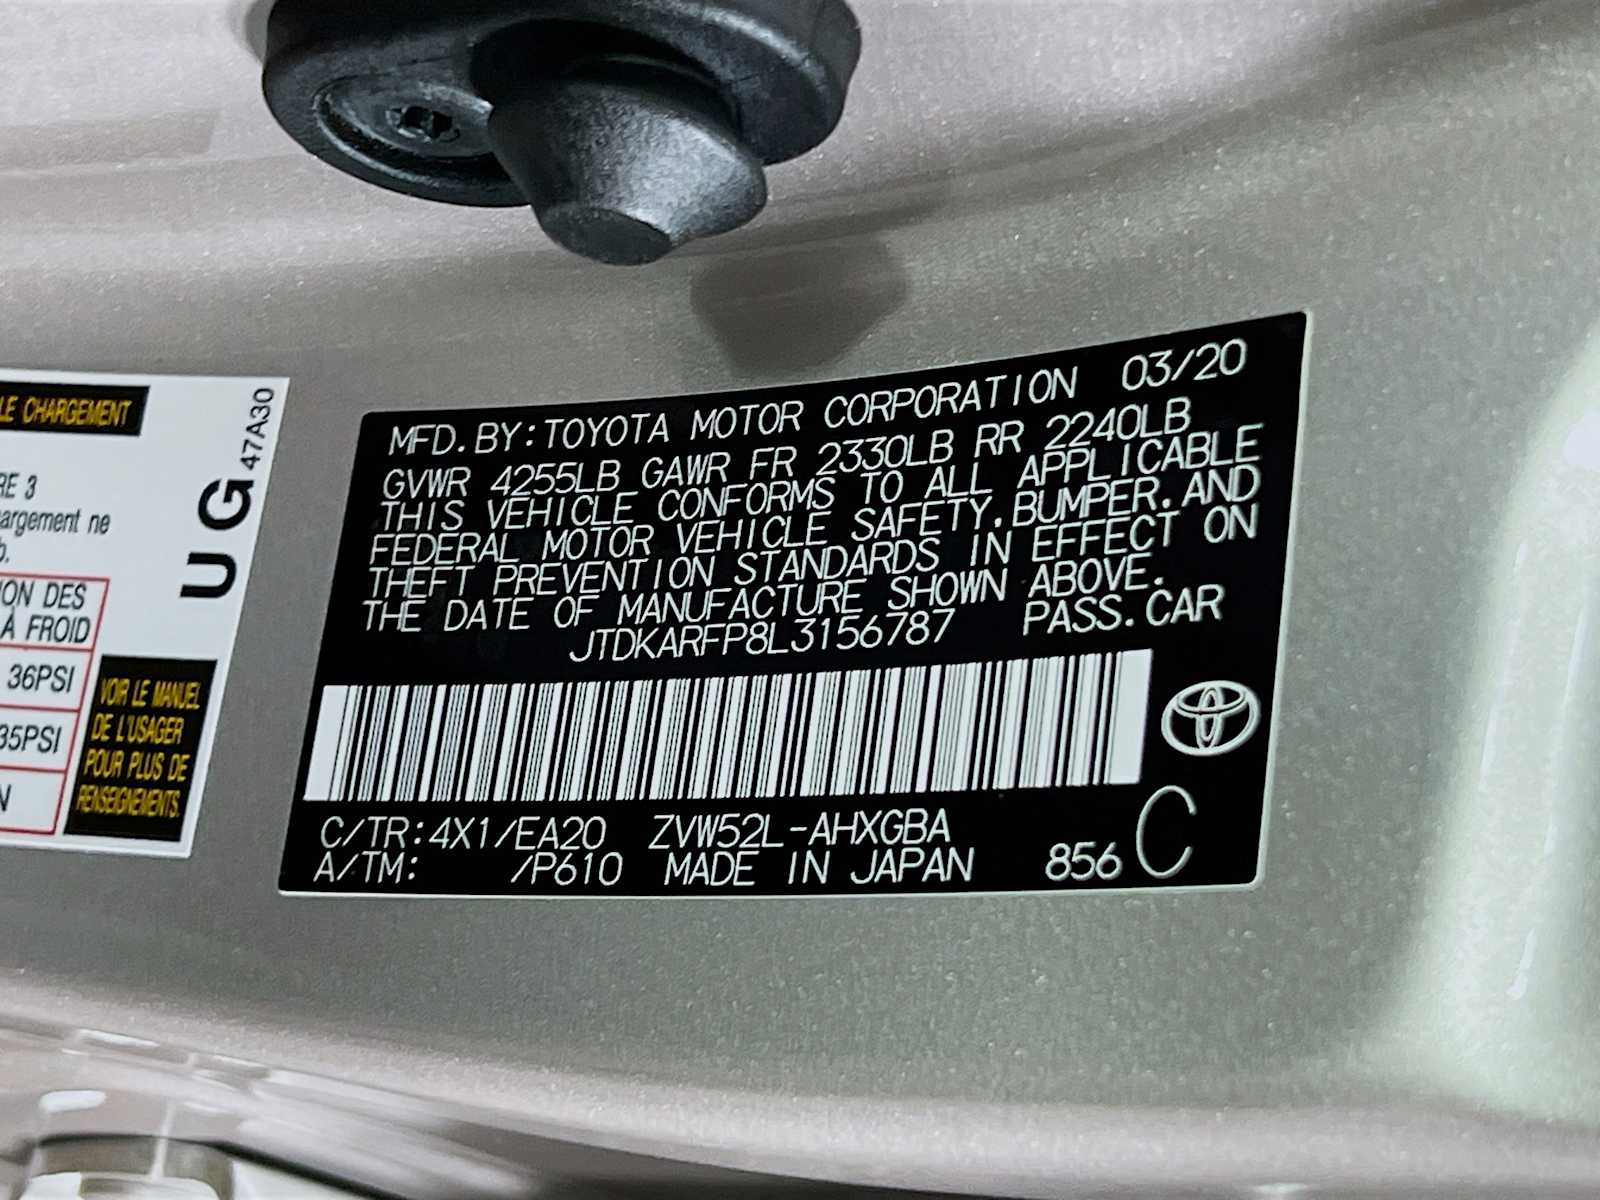 LE CHARGEMENT
47A30
UG
RE 3
argement ne
ON DES
À FROID
36PSI
35PSI
N
VOIR LE MANUEL
DE L'USAGER
POUR PLUS DE
RENSEIGNEMENTS.
MFD.BY:TOYOTA MOTOR CORPORATION 03/20
GVWR 4255LB GAWR FR 2330LB RR 2240LB
THIS VEHICLE CONFORMS TO ALL APPLICABLE
FEDERAL MOTOR VEHICLE SAFETY,BUMPER,AND
THEFT PREVENTION STANDARDS IN EFFECT ON
THE DATE OF MANUFACTURE SHOWN ABOVE.
JTDKARFP8L3156787 PASS.CAR
C/TR:4X1/EA20 ZVW52L-AHXGBA
A/TM: /P610 MADE IN JAPAN 856 C